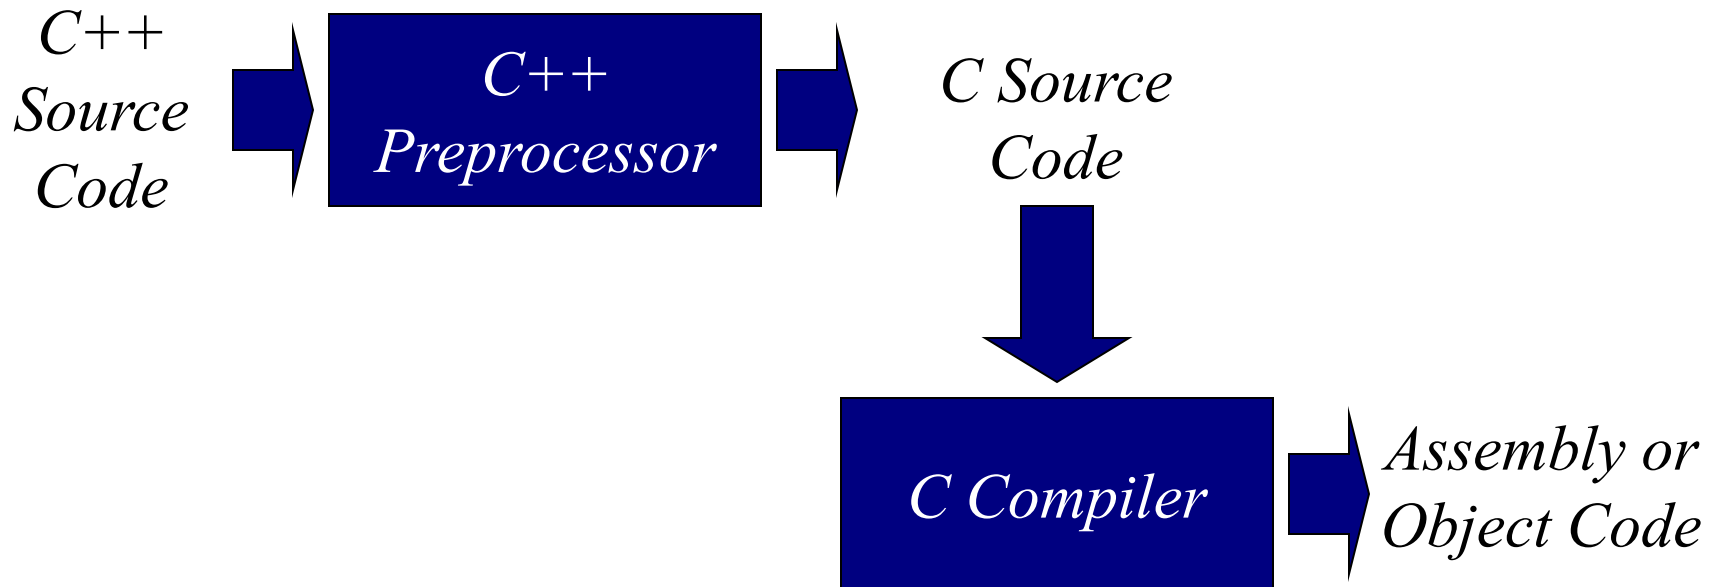 C++
Source
Code
C++
Preprocessor
C Source
Code
C Compiler
Assembly or
Object Code